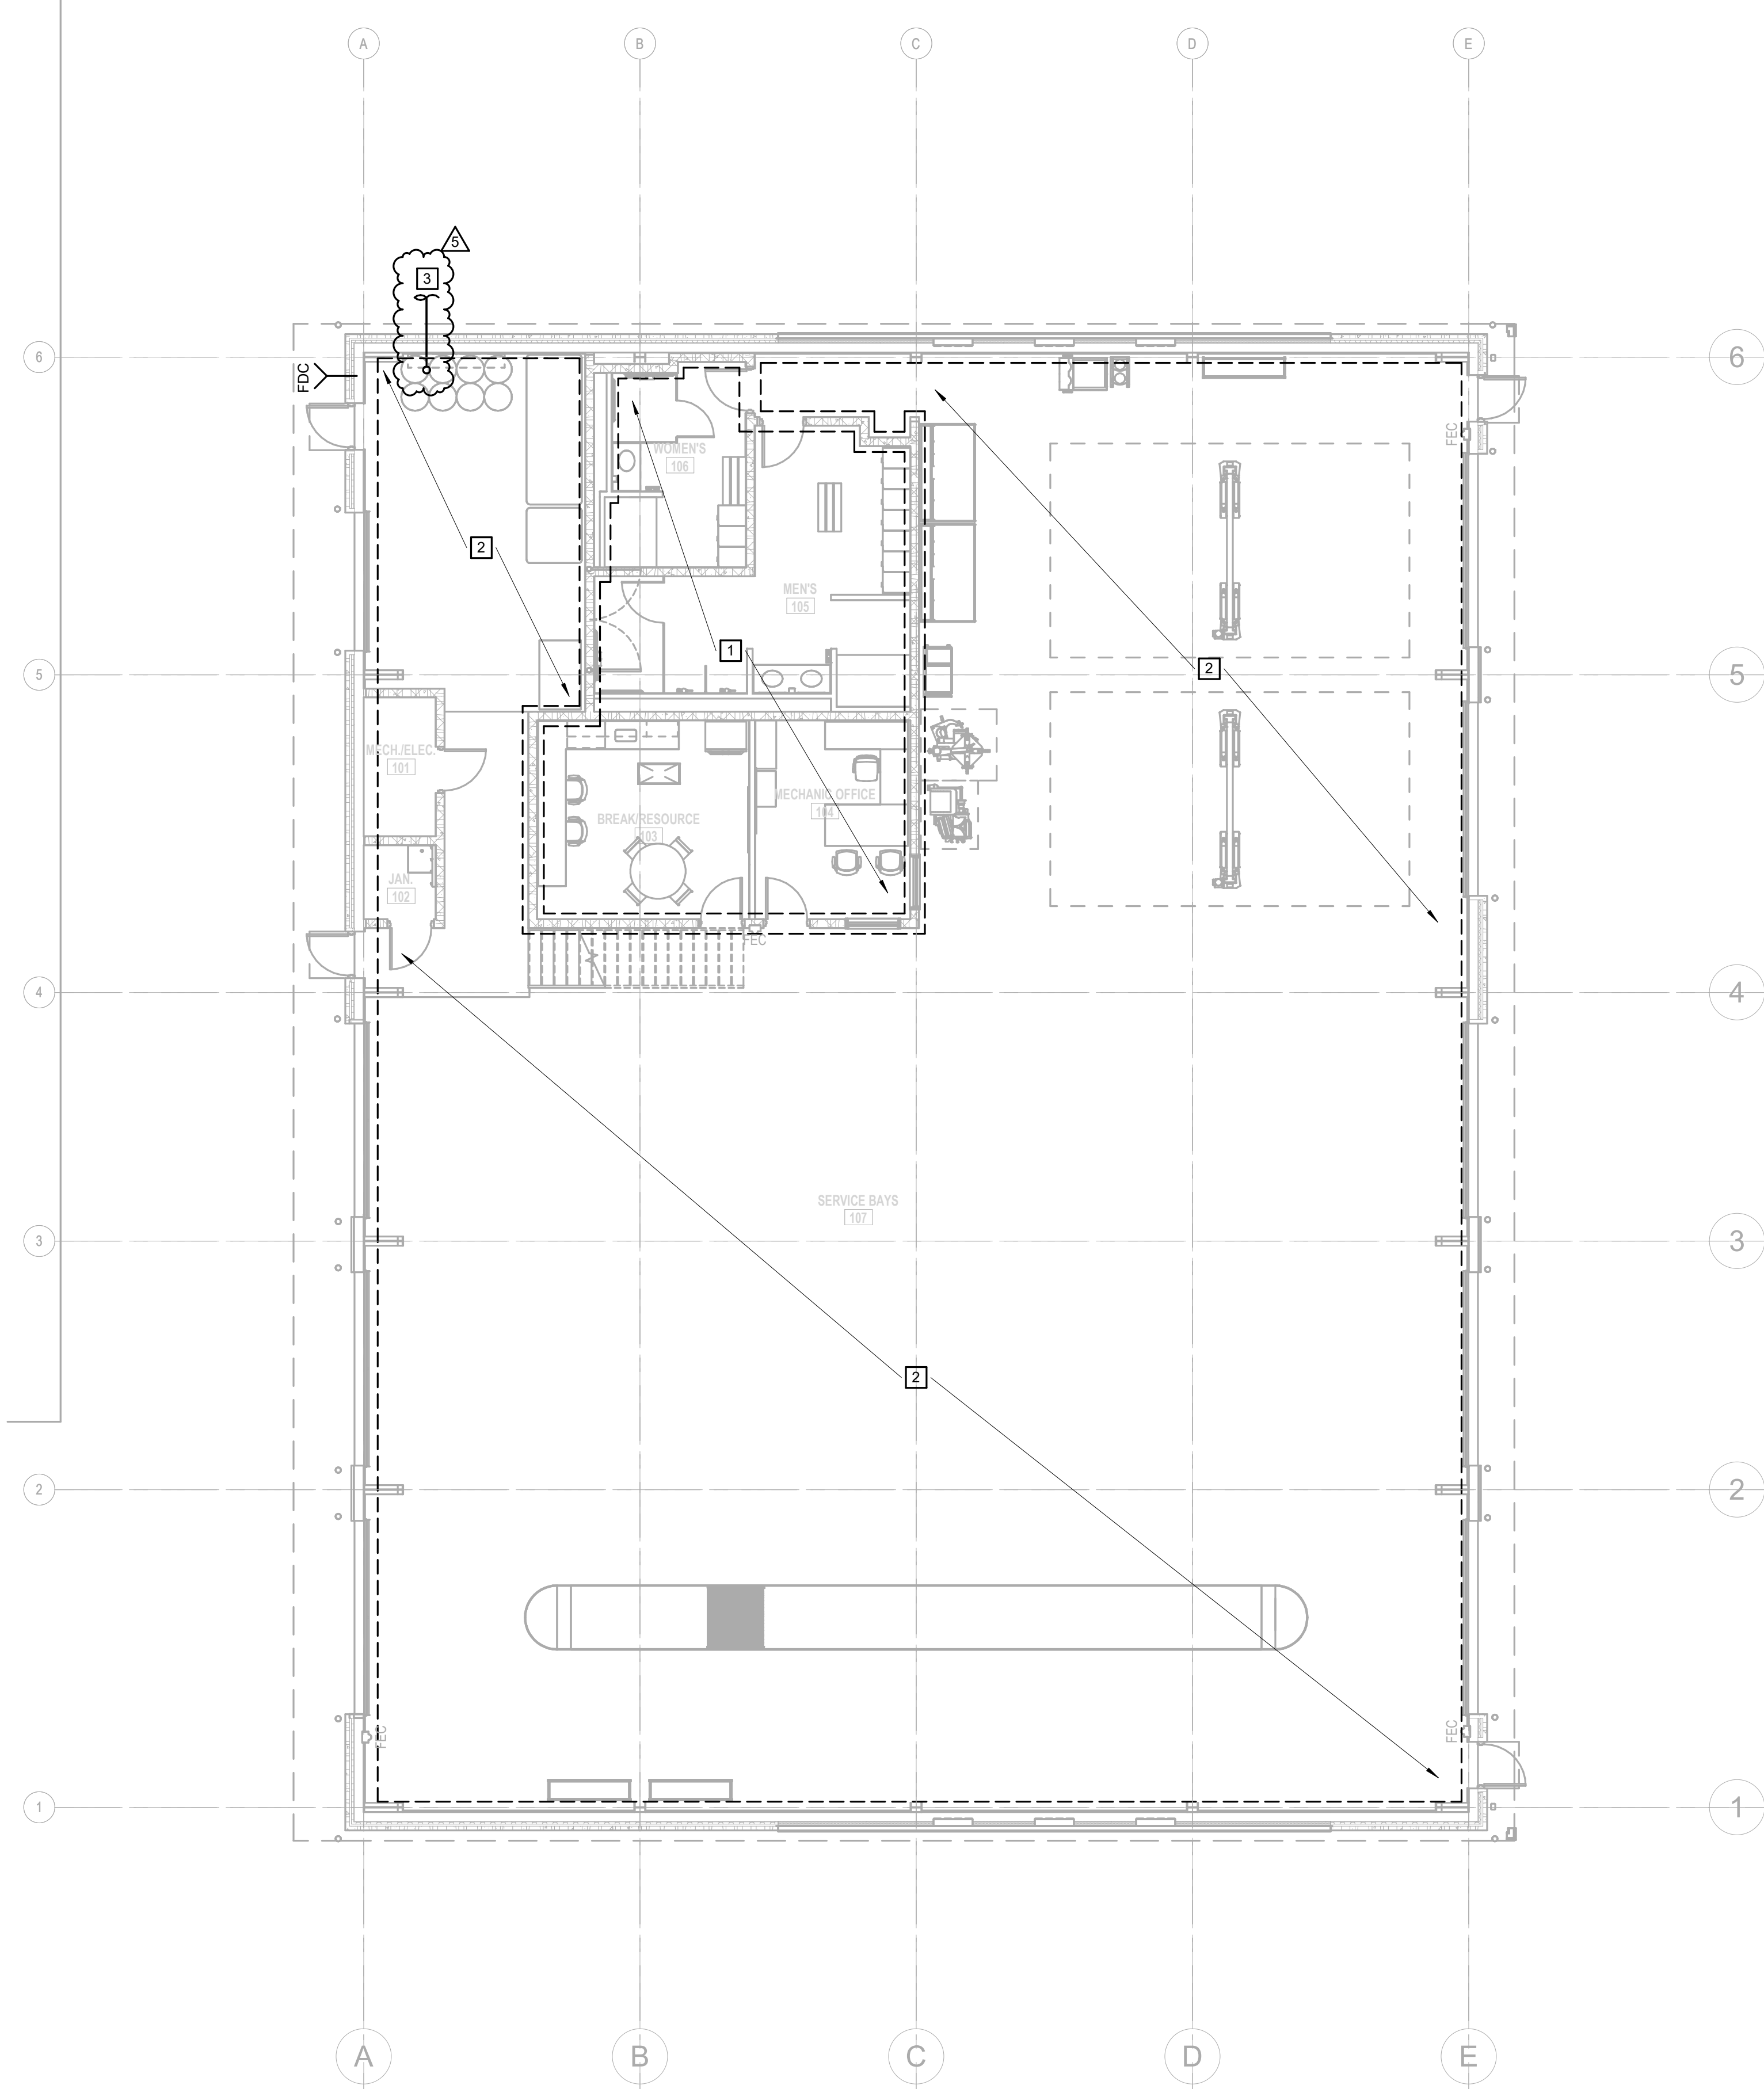 A B C D E
5
3
6 6
FDC
FEC
WOMEN'S
106
2
MEN'S
105
1
2
5 5
MECH./ELEC.
101
MECHANIC OFFICE
104
BREAK/RESOURCE
103
JAN.
102
FEC
4 4
SERVICE BAYS
107
3 3
2
2 2
FEC
FEC
1 1
A B C D E